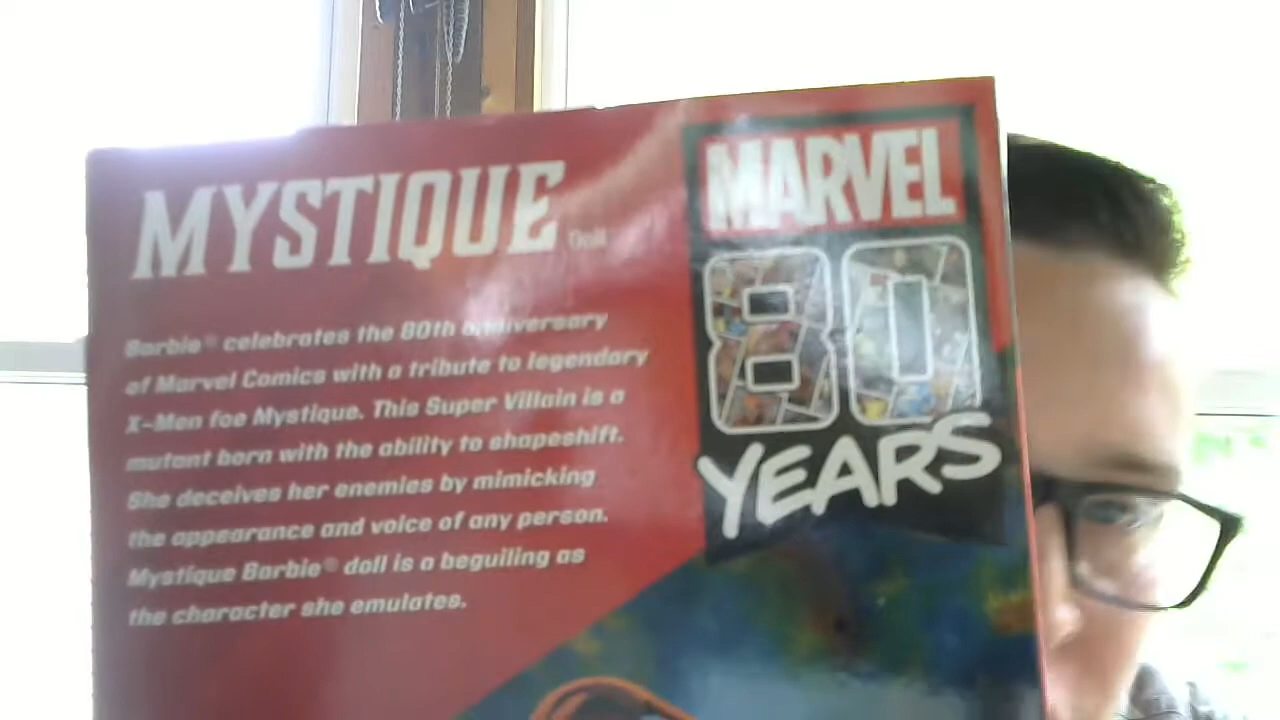 MYSTIQUE Doll
Barbie® celebrates the 80th anniversary
of Marvel Comics with a tribute to legendary
X-Men foe Mystique. This Super Villain is a
mutant born with the ability to shapeshift.
She deceives her enemies by mimicking
the appearance and voice of any person.
Mystique Barbie® doll is a beguiling as
the character she emulates.
MARVEL
80
YEARS